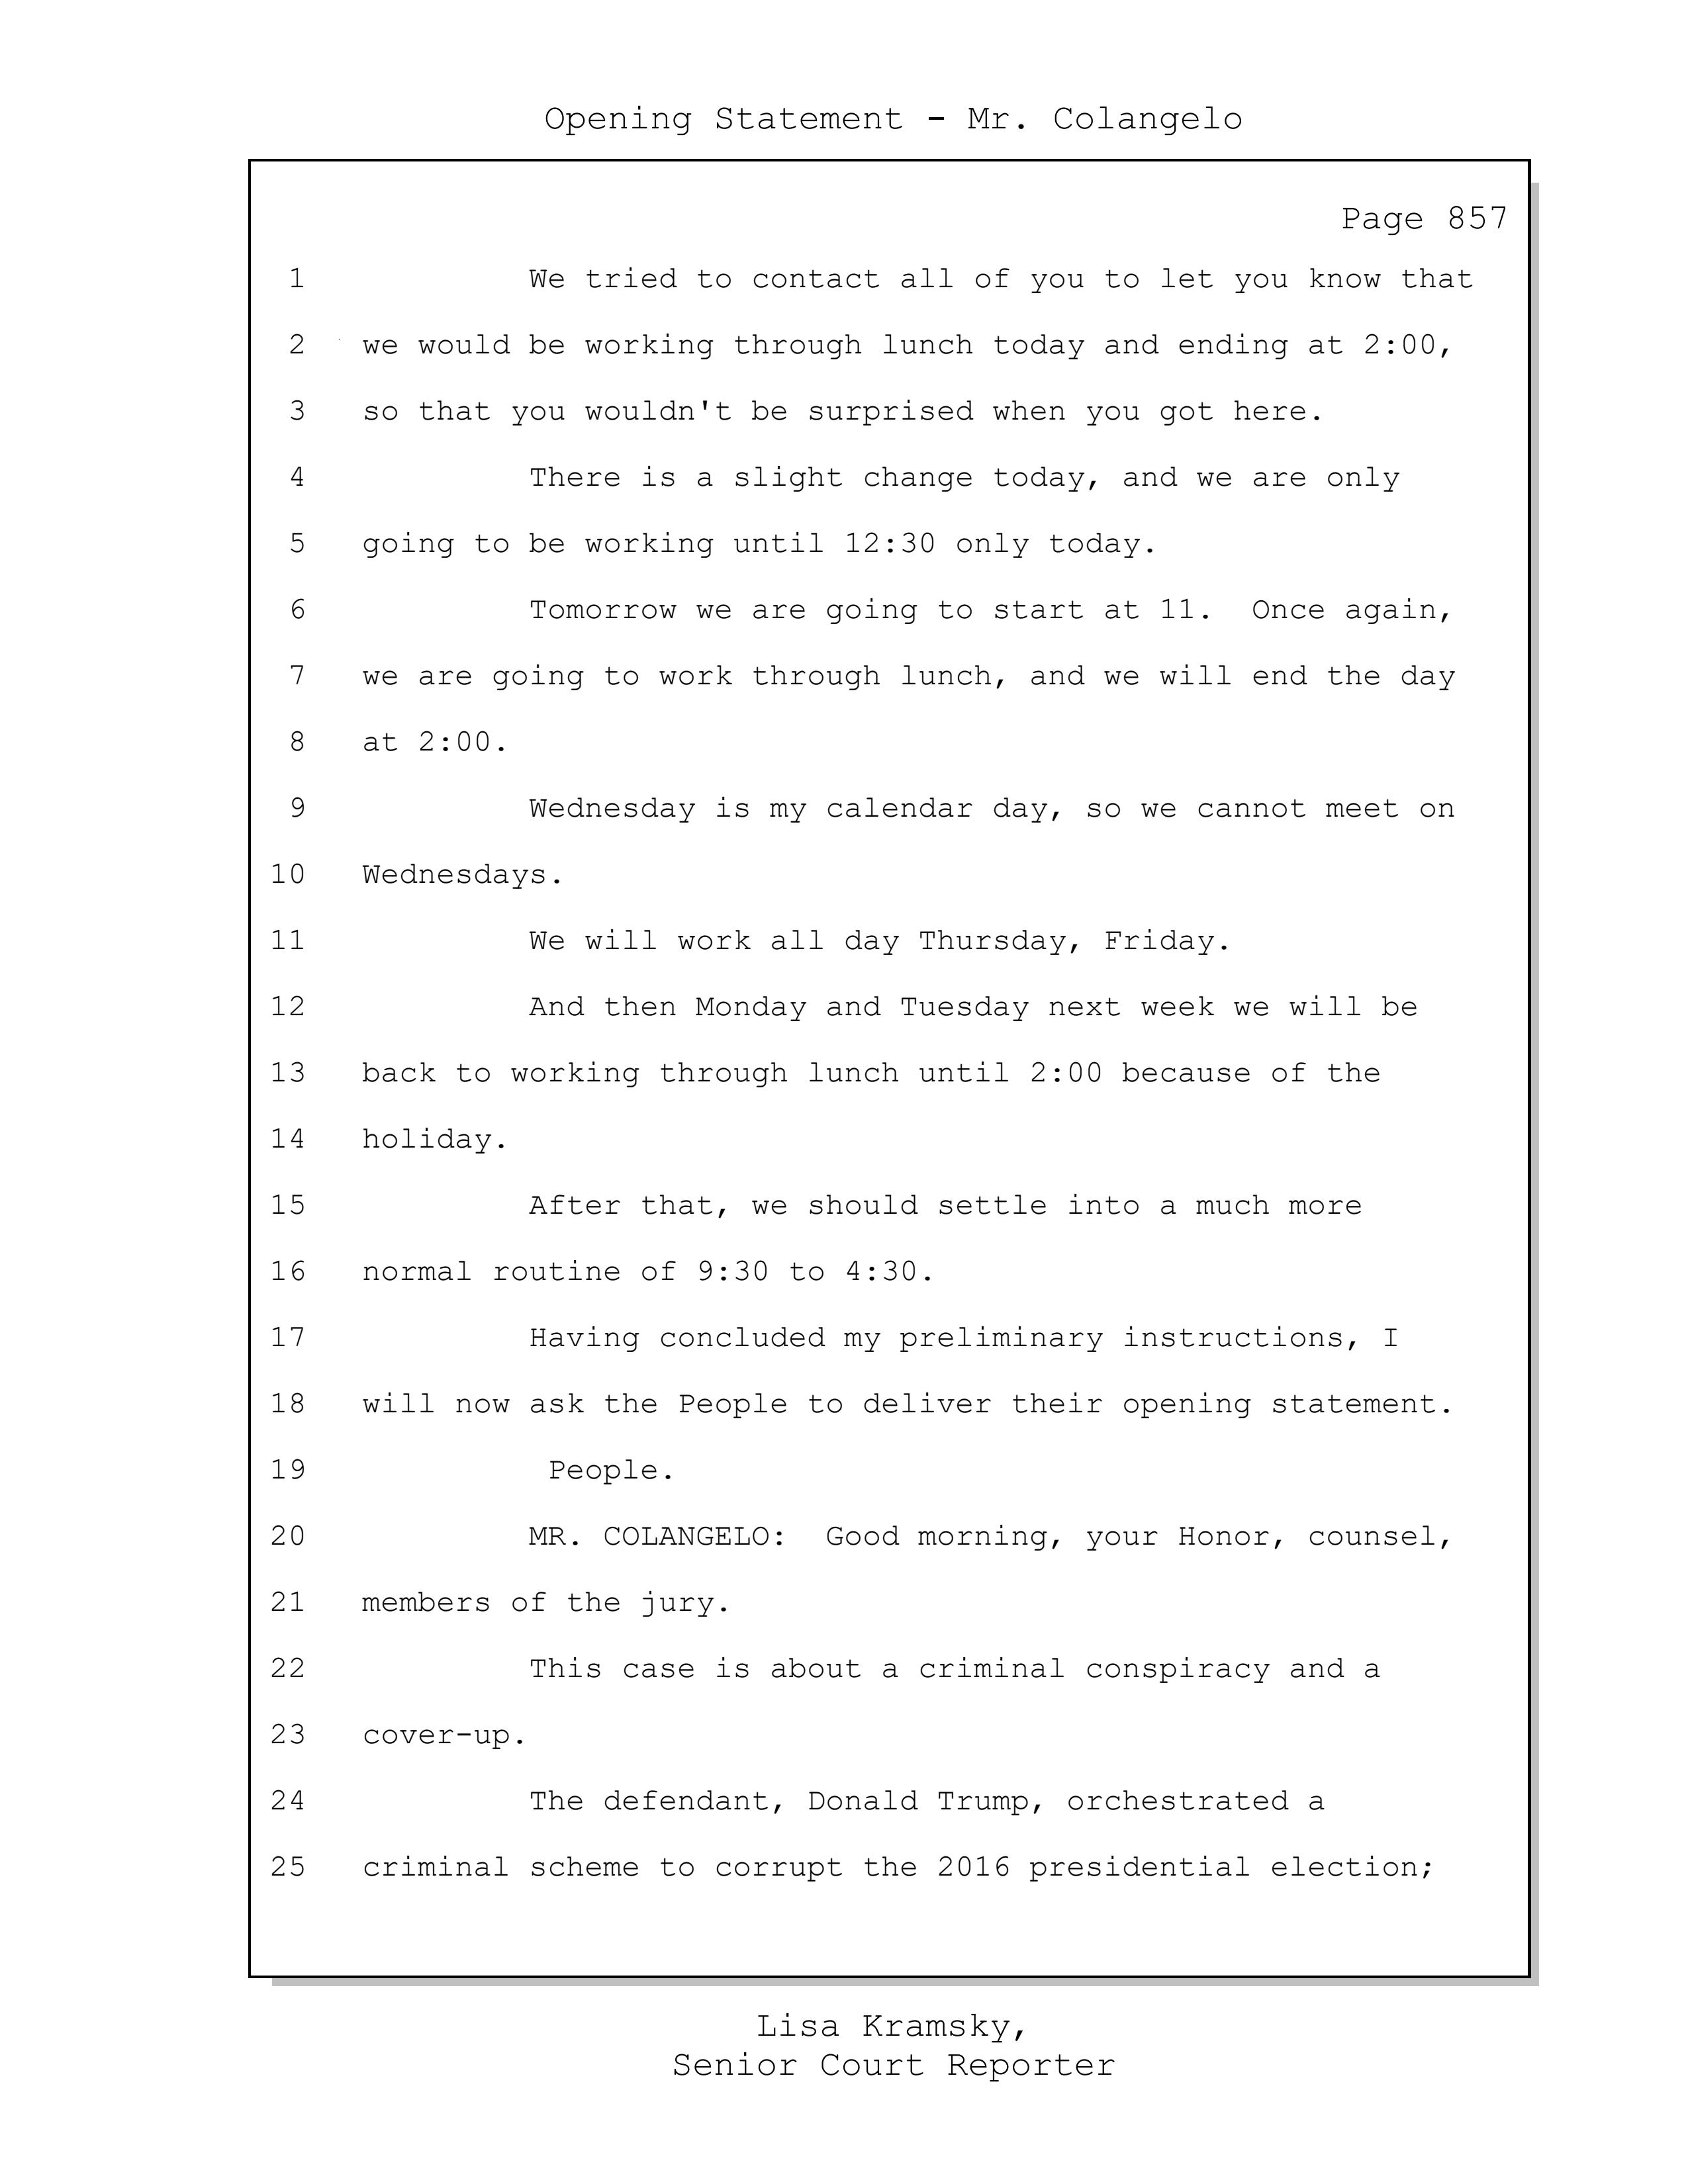 Opening Statement - Mr. Colangelo
Page 857
1 We tried to contact all of you to let you know that
2 we would be working through lunch today and ending at 2:00,
3 so that you wouldn't be surprised when you got here.
4 There is a slight change today, and we are only
5 going to be working until 12:30 only today.
6 Tomorrow we are going to start at 11.  Once again,
7 we are going to work through lunch, and we will end the day
8 at 2:00.
9 Wednesday is my calendar day, so we cannot meet on
10 Wednesdays.
11 We will work all day Thursday, Friday.
12 And then Monday and Tuesday next week we will be
13 back to working through lunch until 2:00 because of the
14 holiday.
15 After that, we should settle into a much more
16 normal routine of 9:30 to 4:30.
17 Having concluded my preliminary instructions, I
18 will now ask the People to deliver their opening statement.
19 People.
20 MR. COLANGELO:  Good morning, your Honor, counsel,
21 members of the jury.
22 This case is about a criminal conspiracy and a
23 cover-up.
24 The defendant, Donald Trump, orchestrated a
25 criminal scheme to corrupt the 2016 presidential election;
Lisa Kramsky,
Senior Court Reporter